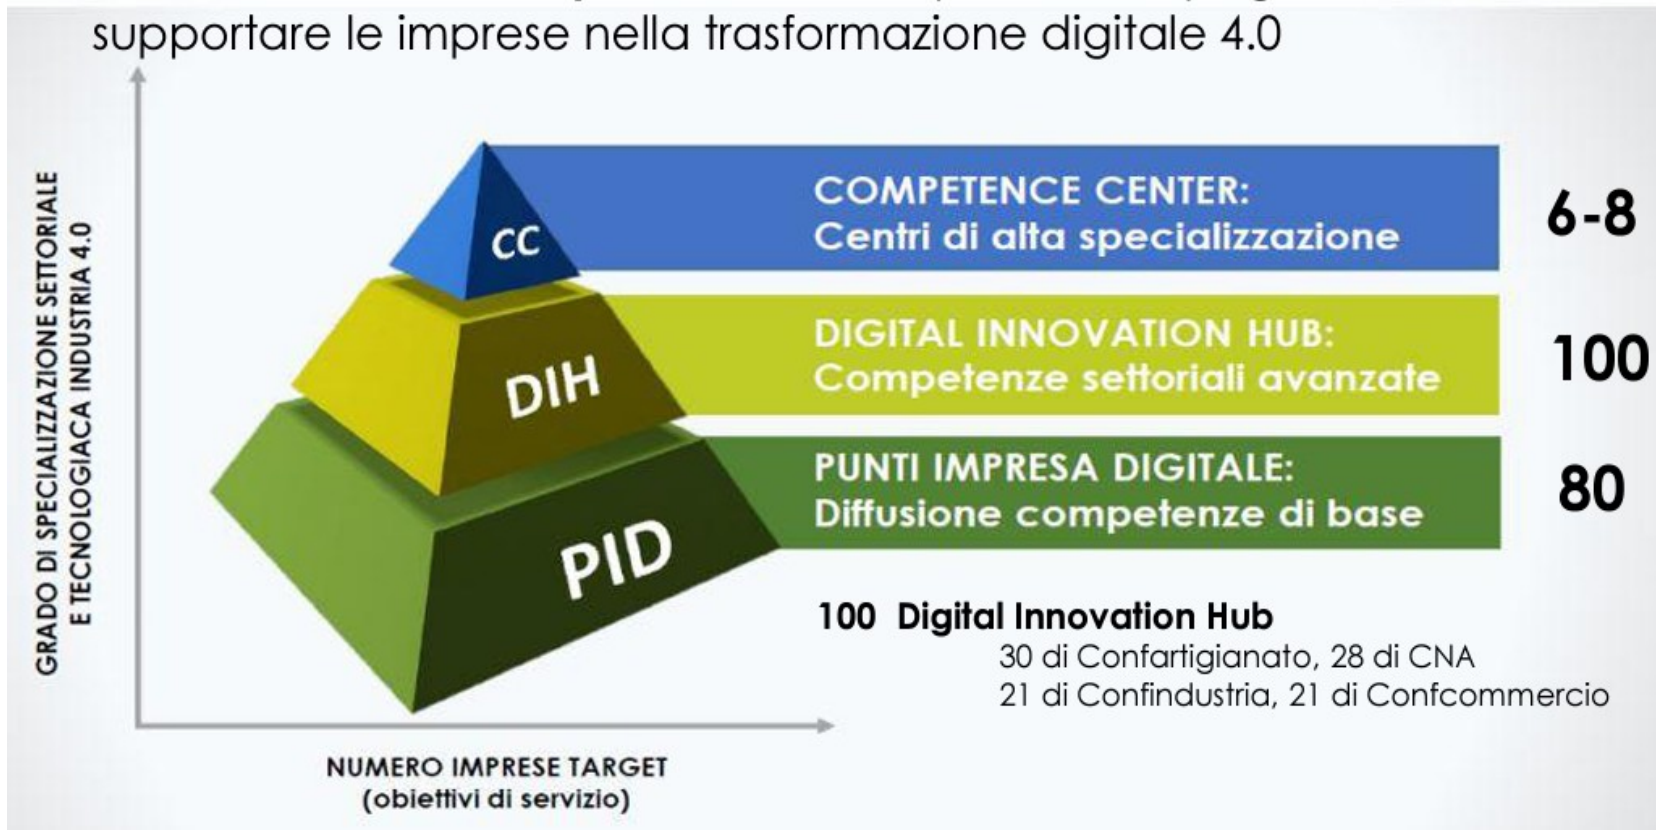 supportare le imprese nella trasformazione digitale 4.0
GRADO DI SPECIALIZZAZIONE SETTORIALE
E TECNOLOGIACA INDUSTRIA 4.0
CC
COMPETENCE CENTER:
Centri di alta specializzazione
6-8
DIH
DIGITAL INNOVATION HUB:
Competenze settoriali avanzate
100
PID
PUNTI IMPRESA DIGITALE:
Diffusione competenze di base
80
100 Digital Innovation Hub
30 di Confartigianato, 28 di CNA
21 di Confindustria, 21 di Confcommercio
NUMERO IMPRESE TARGET
(obiettivi di servizio)